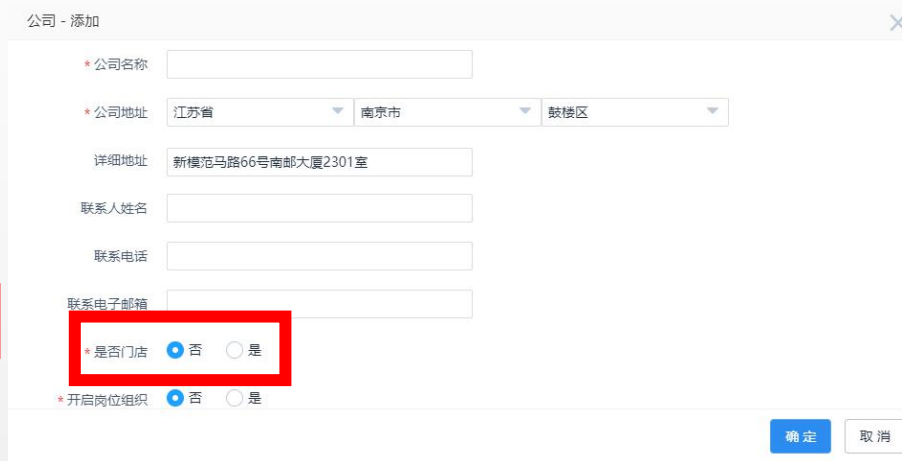 公司 - 添加
* 公司名称
* 公司地址 江苏省 南京市 鼓楼区
详细地址 新模范马路66号南邮大厦2301室
联系人姓名
联系电话
联系电子邮箱
* 是否门店 否 是
* 开启岗位组织 否 是
确定 取消